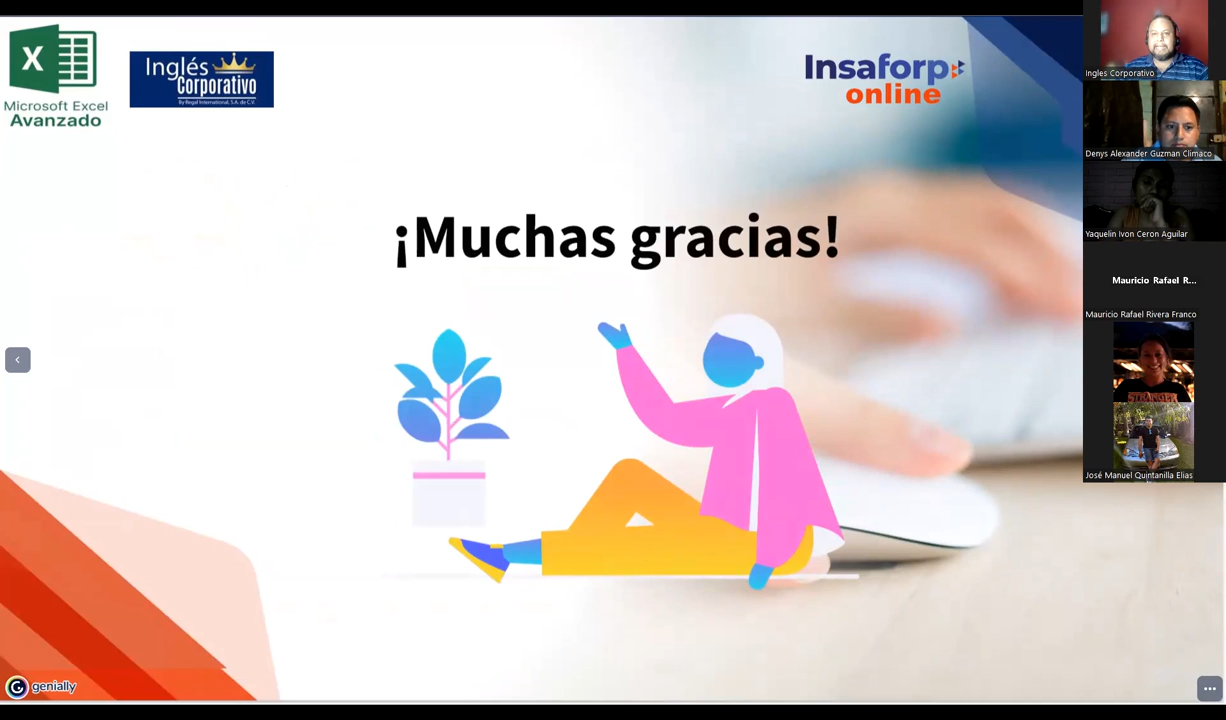 X
Microsoft Excel
Avanzado
Inglés
Corporativo
By Regal International, S.A. de C.V.
Insaforp
online
¡Muchas gracias!
genially
Ingles Corporativo
Denys Alexander Guzman Climaco
Yaquelin Ivon Ceron Aguilar
Mauricio Rafael R...
Mauricio Rafael Rivera Franco
STRANGER
José Manuel Quintanilla Elias